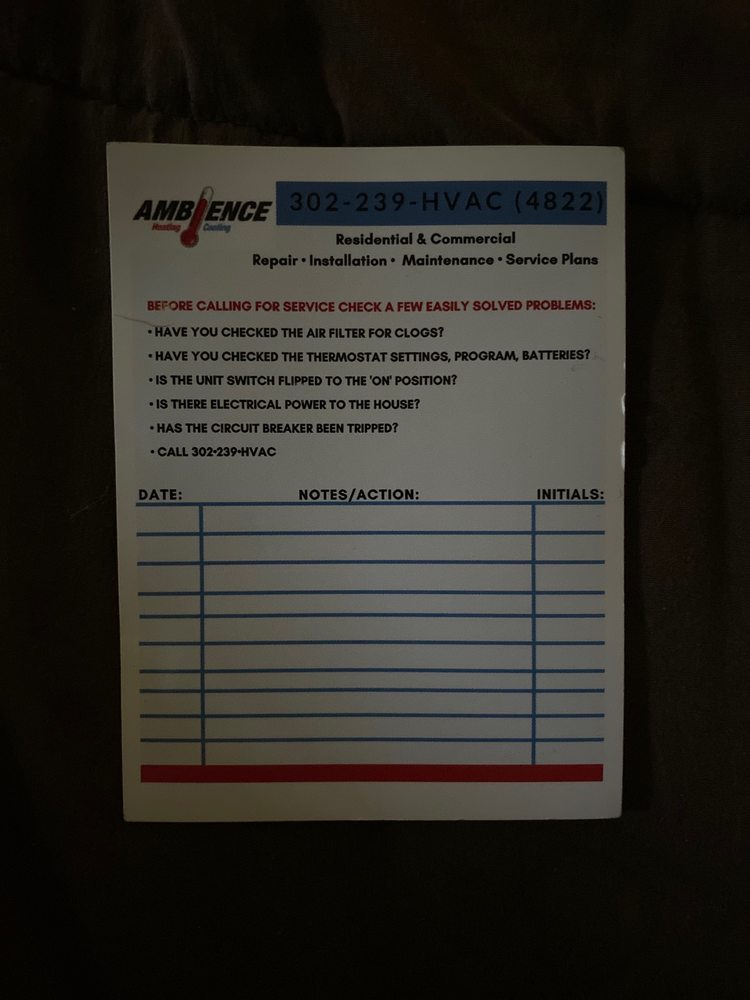 AMBIENCE
Heating Cooling
302-239-HVAC (4822)
Residential & Commercial
Repair • Installation • Maintenance • Service Plans
BEFORE CALLING FOR SERVICE CHECK A FEW EASILY SOLVED PROBLEMS:
• HAVE YOU CHECKED THE AIR FILTER FOR CLOGS?
• HAVE YOU CHECKED THE THERMOSTAT SETTINGS, PROGRAM, BATTERIES?
• IS THE UNIT SWITCH FLIPPED TO THE 'ON' POSITION?
• IS THERE ELECTRICAL POWER TO THE HOUSE?
• HAS THE CIRCUIT BREAKER BEEN TRIPPED?
• CALL 302-239-HVAC
DATE: NOTES/ACTION: INITIALS: